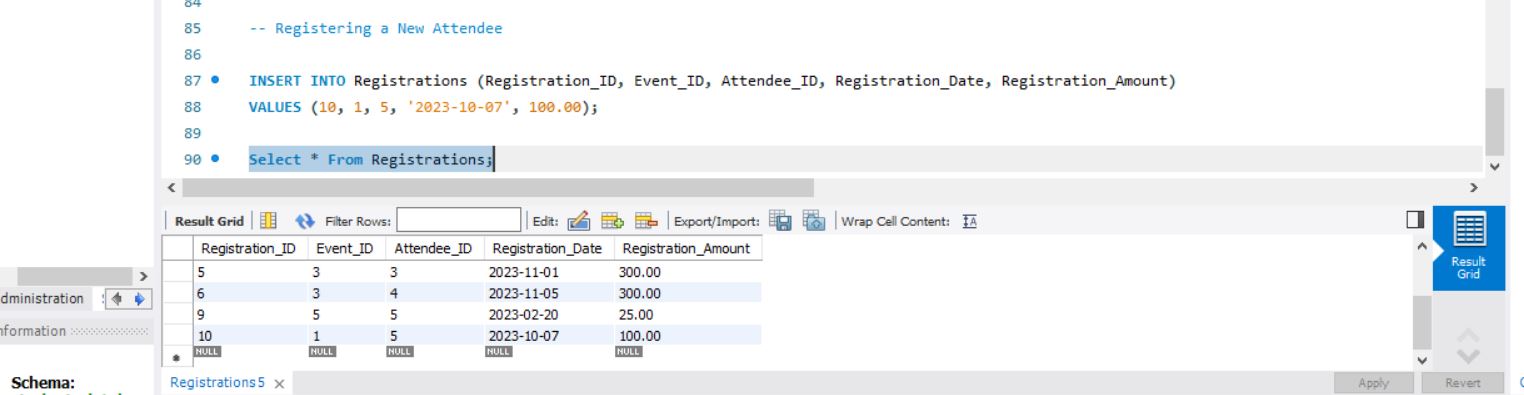 84
85 -- Registering a New Attendee
86
87 INSERT INTO Registrations (Registration_ID, Event_ID, Attendee_ID, Registration_Date, Registration_Amount)
88 VALUES (10, 1, 5, '2023-10-07', 100.00);
89
90 Select * From Registrations;
Result Grid Filter Rows: Edit: Export/Import: Wrap Cell Content: IA
Registration_ID Event_ID Attendee_ID Registration_Date Registration_Amount
5 3 3 2023-11-01 300.00
6 3 4 2023-11-05 300.00
9 5 5 2023-02-20 25.00
10 1 5 2023-10-07 100.00
NULL NULL NULL NULL NULL
Result
Grid
dministration
nformation
Schema:
Registrations 5
Apply Revert